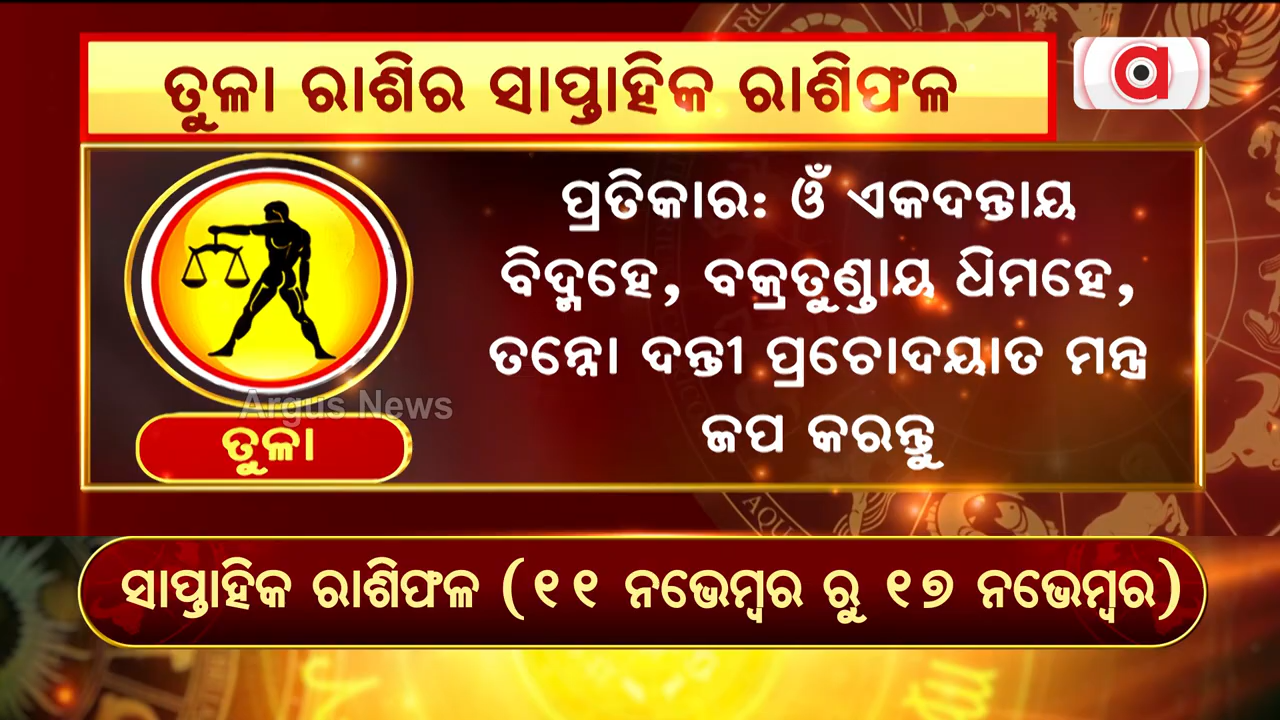 ତୁଳା ରାଶିର ସାପ୍ତାହିକ ରାଶିଫଳ
a
ପ୍ରତିକାର: ଓଁ ଏକଦନ୍ତାୟ
ବିଦ୍ମହେ, ବକ୍ରତୁଣ୍ଡାୟ ଧିମହେ,
ତନ୍ନୋ ଦନ୍ତୀ ପ୍ରଚୋଦୟାତ ମନ୍ତ୍ର
ଜପ କରନ୍ତୁ
Argus News
ତୁଳା
ସାପ୍ତାହିକ ରାଶିଫଳ (୧୧ ନଭେମ୍ବର ରୁ ୧୭ ନଭେମ୍ବର)